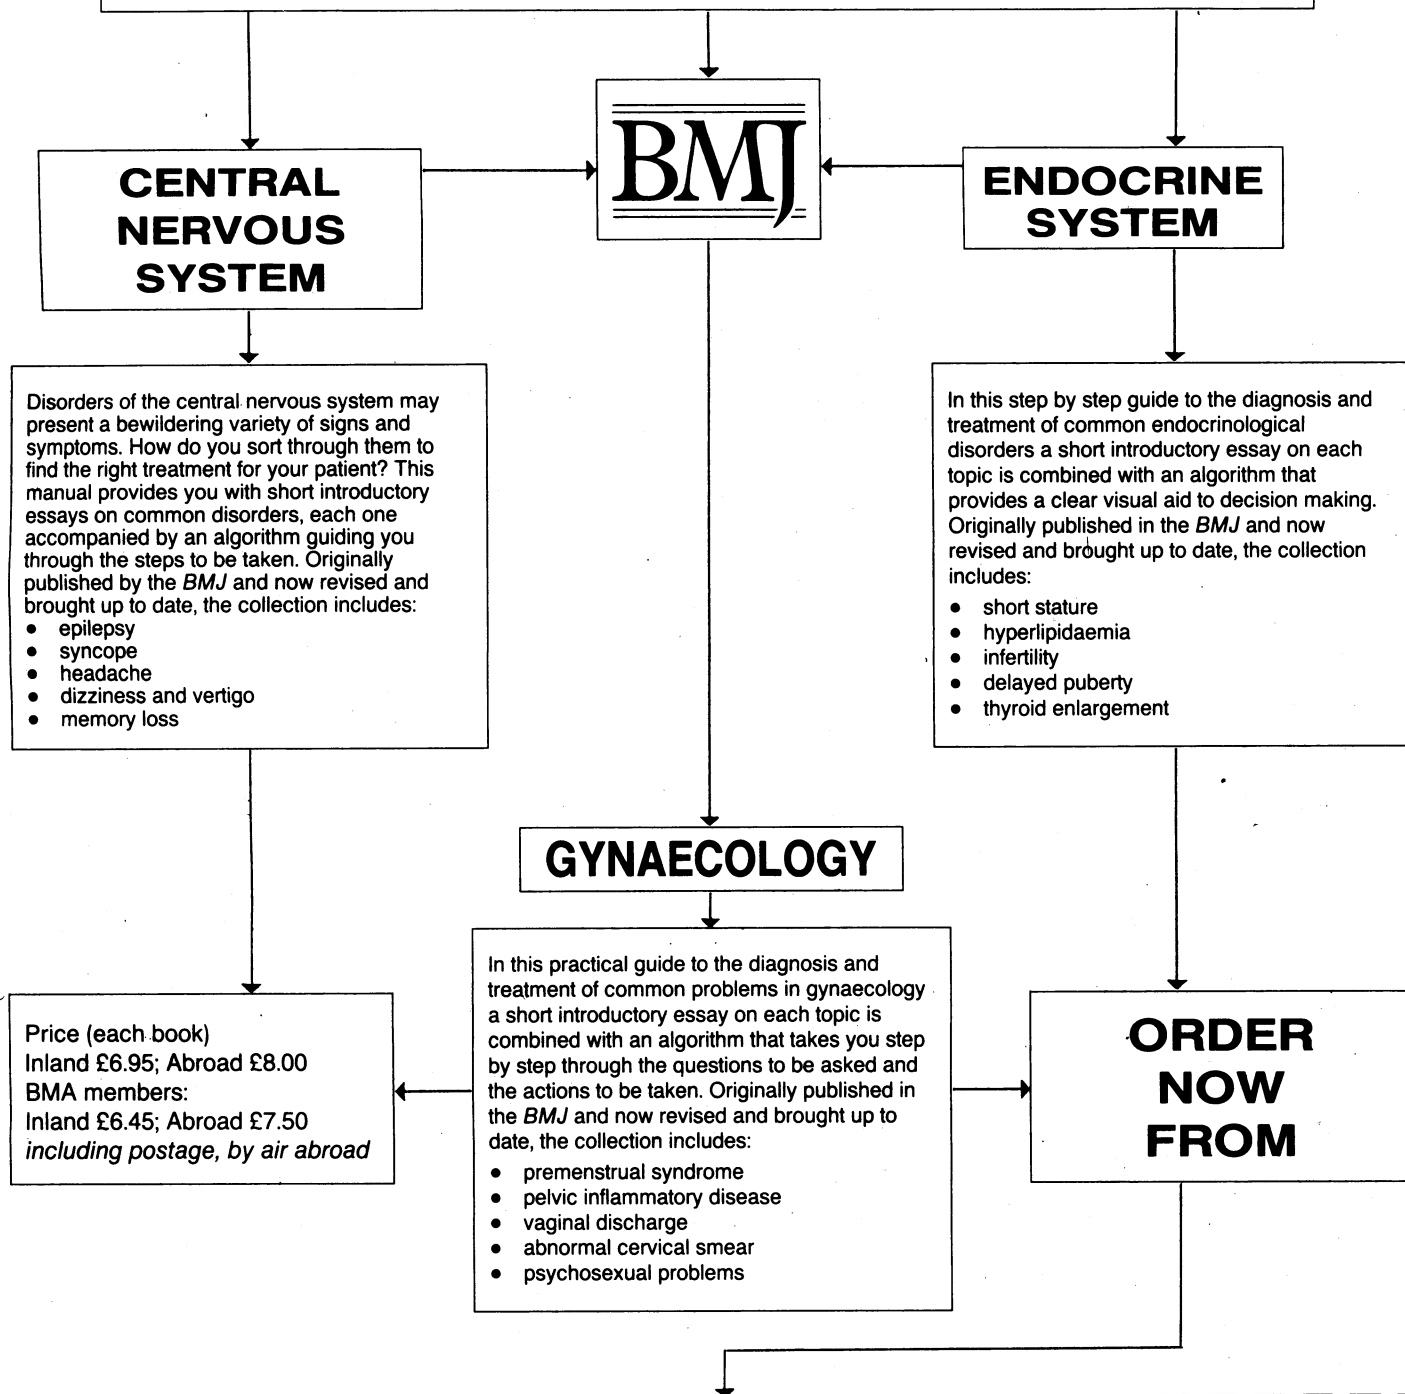 BMJ
CENTRAL
NERVOUS
SYSTEM
ENDOCRINE
SYSTEM
Disorders of the central nervous system may
present a bewildering variety of signs and
symptoms. How do you sort through them to
find the right treatment for your patient? This
manual provides you with short introductory
essays on common disorders, each one
accompanied by an algorithm guiding you
through the steps to be taken. Originally
published by the BMJ and now revised and
brought up to date, the collection includes:
• epilepsy
• syncope
• headache
• dizziness and vertigo
• memory loss
In this step by step guide to the diagnosis and
treatment of common endocrinological
disorders a short introductory essay on each
topic is combined with an algorithm that
provides a clear visual aid to decision making.
Originally published in the BMJ and now
revised and brought up to date, the collection
includes:
• short stature
• hyperlipidaemia
• infertility
• delayed puberty
• thyroid enlargement
GYNAECOLOGY
In this practical guide to the diagnosis and
treatment of common problems in gynaecology
a short introductory essay on each topic is
combined with an algorithm that takes you step
by step through the questions to be asked and
the actions to be taken. Originally published in
the BMJ and now revised and brought up to
date, the collection includes:
• premenstrual syndrome
• pelvic inflammatory disease
• vaginal discharge
• abnormal cervical smear
• psychosexual problems
Price (each book)
Inland £6.95; Abroad £8.00
BMA members:
Inland £6.45; Abroad £7.50
including postage, by air abroad
ORDER
NOW
FROM